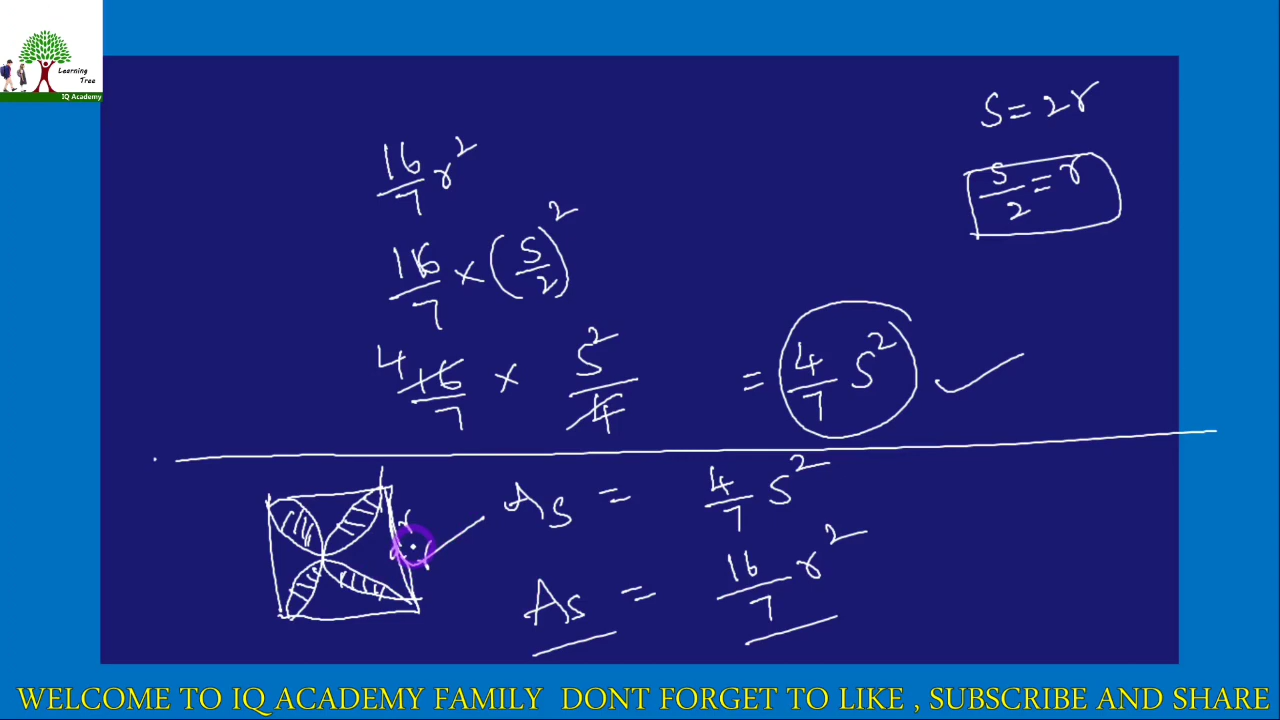 Learning
Tree
IQ Academy
S = 2r
S/2 = r
16/7 r²
16/7 × (S/2)²
4 16/7 × S²/4 = 4/7 S²
r
As = 4/7 S²
As = 16/7 r²
WELCOME TO IQ ACADEMY FAMILY DONT FORGET TO LIKE , SUBSCRIBE AND SHARE